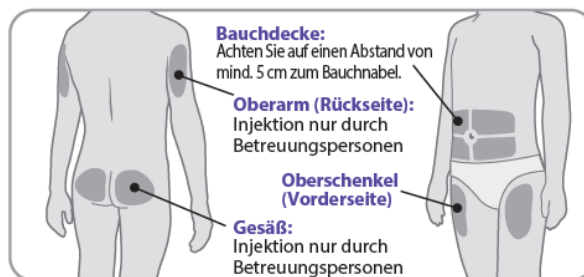 Bauchdecke:
Achten Sie auf einen Abstand von
mind. 5 cm zum Bauchnabel.
Oberarm (Rückseite):
Injektion nur durch
Betreuungspersonen
Oberschenkel
(Vorderseite)
Gesäß:
Injektion nur durch
Betreuungspersonen